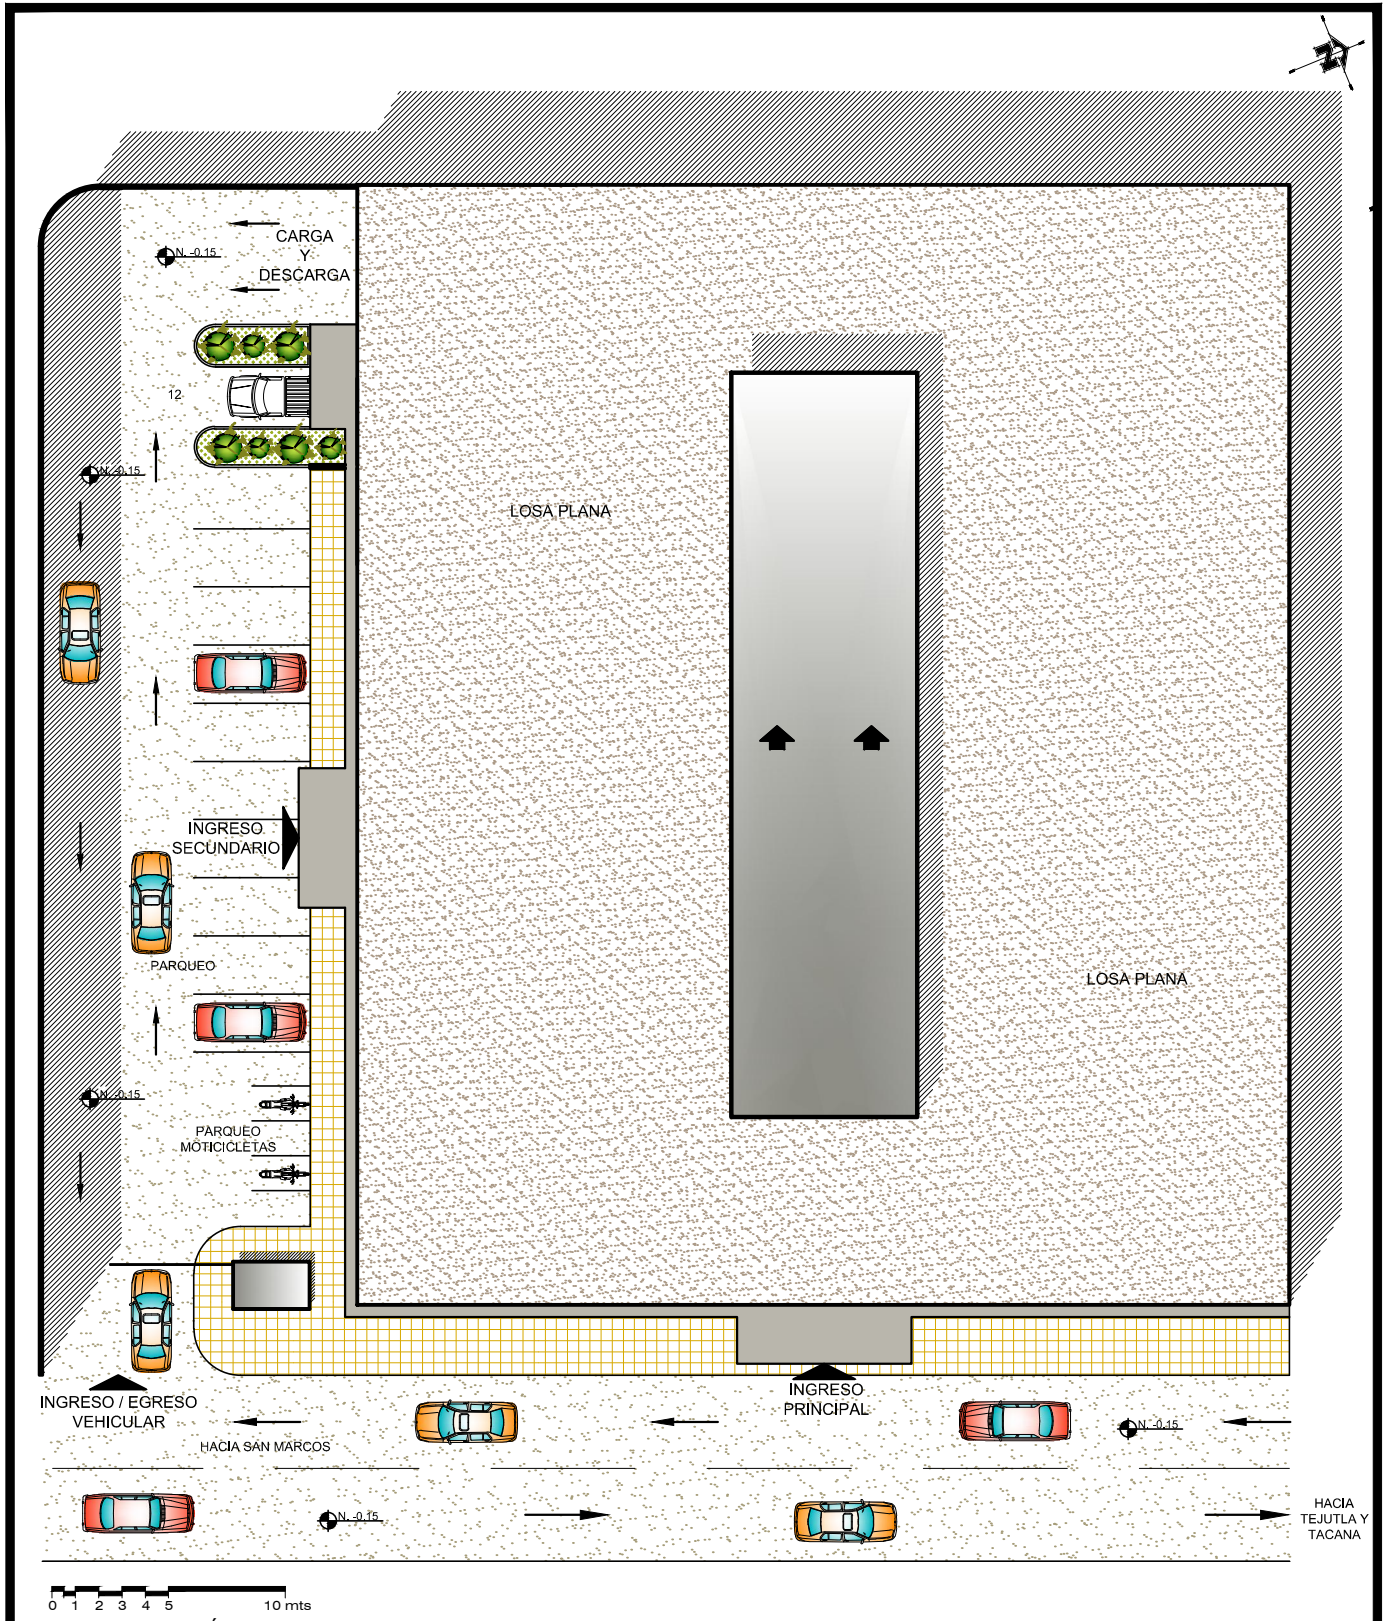 N
CARGA
Y
DESCARGA
N. -0.15
12
N. -0.15
LOSA PLANA
INGRESO
SECUNDARIO
PARQUEO
LOSA PLANA
N. -0.15
PARQUEO
MOTICICLETAS
INGRESO / EGRESO
VEHICULAR
INGRESO
PRINCIPAL
N. -0.15
HACIA SAN MARCOS
N. -0.15
HACIA
TEJUTLA Y
TACANA
0 1 2 3 4 5 10 mts